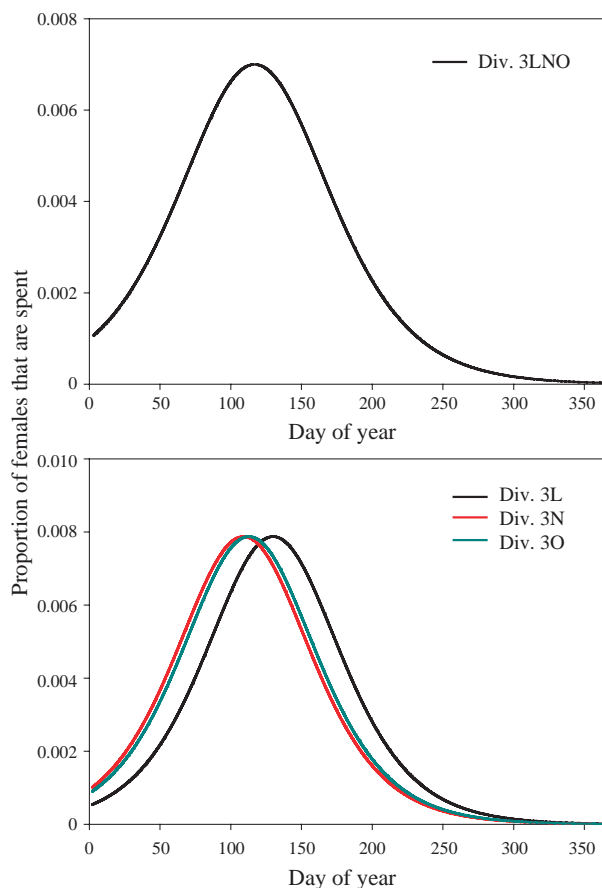 Proportion of females that are spent
0.008
0.006
0.004
0.002
0
Div. 3LNO
0 50 100 150 200 250 300 350
Day of year
0.010
0.008
0.006
0.004
0.002
0
Div. 3L
Div. 3N
Div. 3O
0 50 100 150 200 250 300 350
Day of year